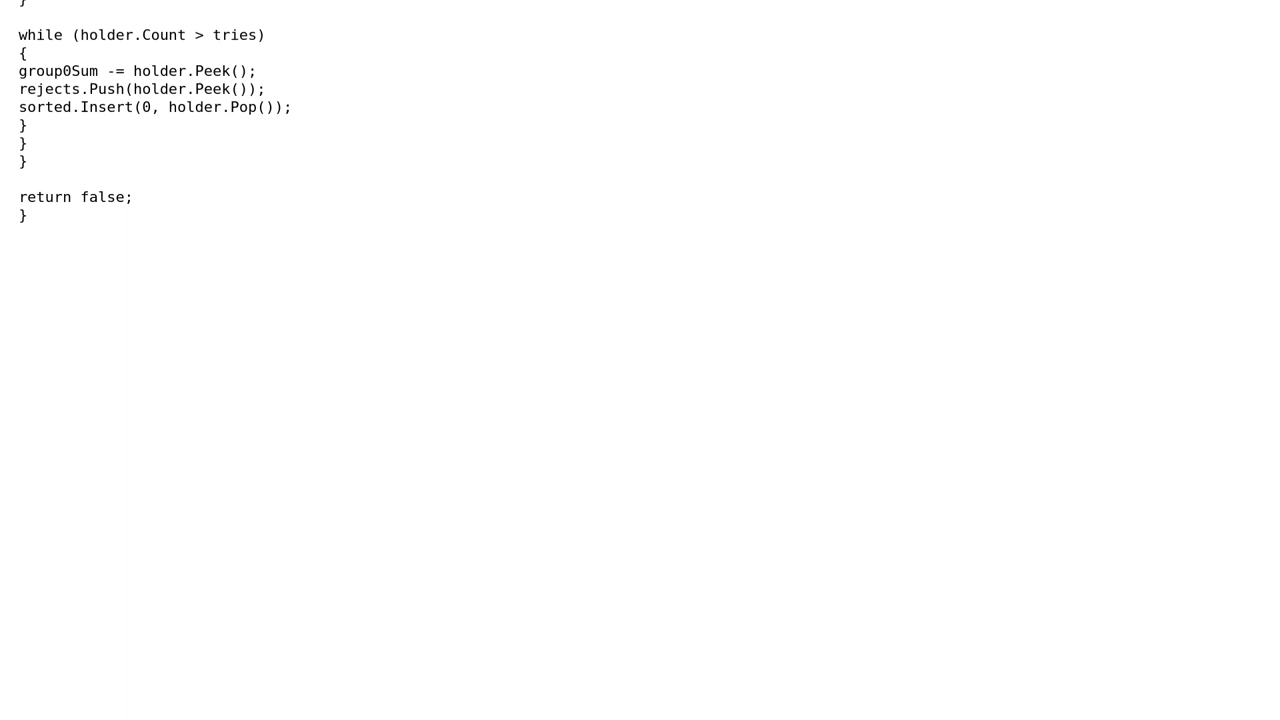 }
while (holder.Count > tries)
{
group0Sum -= holder.Peek();
rejects.Push(holder.Peek());
sorted.Insert(0, holder.Pop());
}
}
}
return false;
}